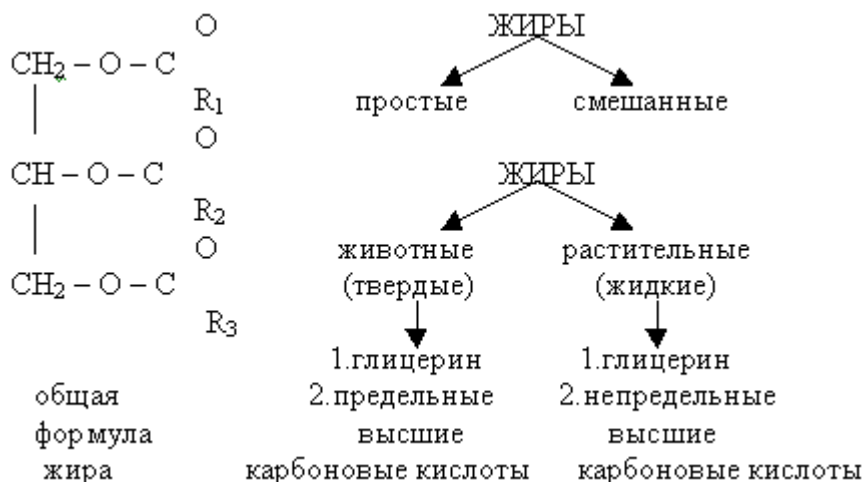 O
CH₂ – O – C
R₁
O
CH – O – C
R₂
O
CH₂ – O – C
R₃
общая
формула
жира
ЖИРЫ
простые смешанные
ЖИРЫ
животные растительные
(твердые) (жидкие)
1.глицерин 1.глицерин
2.предельные 2.непредельные
высшие высшие
карбоновые кислоты карбоновые кислоты